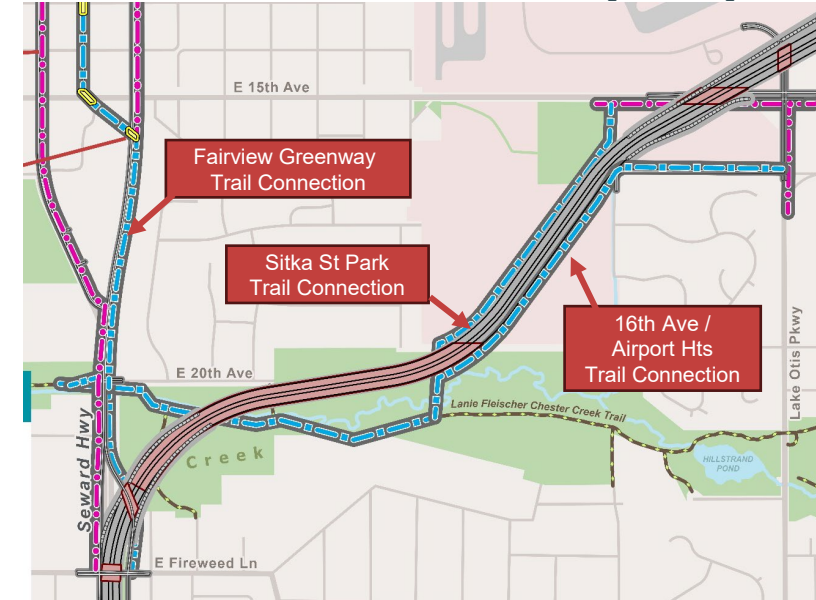 E 15th Ave
Fairview Greenway
Trail Connection
Sitka St Park
Trail Connection
16th Ave /
Airport Hts
Trail Connection
Lake Otis Pkwy
E 20th Ave
Lanie Fleischer Chester Creek Trail
Seward Hwy
Creek
HILLSTRAND
POND
E Fireweed Ln